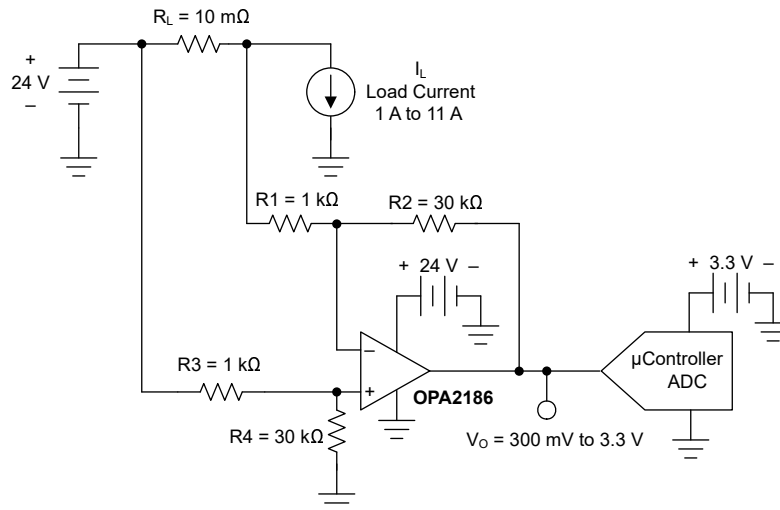 R_L = 10 mΩ
+
24 V
–
I_L
Load Current
1 A to 11 A
R1 = 1 kΩ
R2 = 30 kΩ
+ 24 V –
+ 3.3 V –
R3 = 1 kΩ
–
+
OPA2186
µController
ADC
R4 = 30 kΩ
V_O = 300 mV to 3.3 V